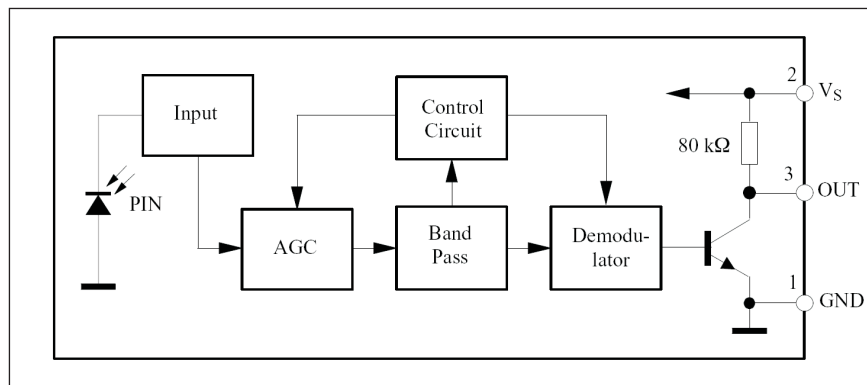 Input
PIN
AGC
Control
Circuit
Band
Pass
Demodu-
lator
80 kΩ
2
VS
3
OUT
1
GND